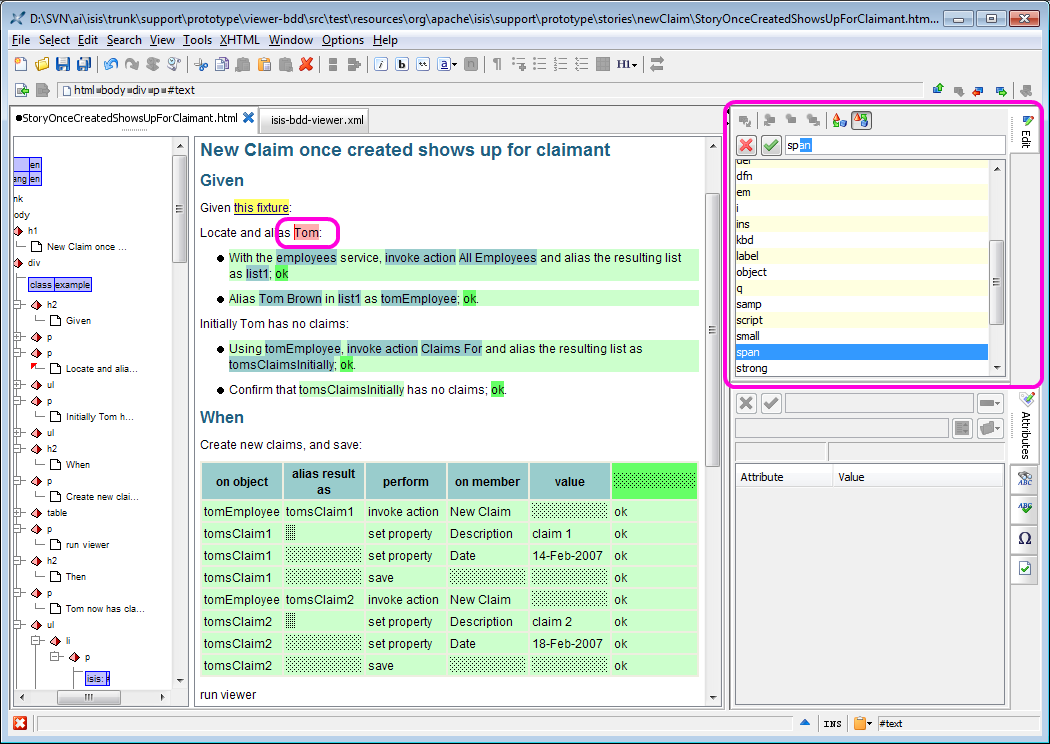 D:\SVN\ai\isis\trunk\support\prototype\viewer-bdd\src\test\resources\org\apache\isis\support\prototype\stories\newClaim\StoryOnceCreatedShowsUpForClaimant.htm...
File Select Edit Search View Tools XHTML Window Options Help
i b a H1
html body div p #text
StoryOnceCreatedShowsUpForClaimant.html isis-bdd-viewer.xml
en
ang en
nk
ody
h1
New Claim once ...
div
class example
h2
Given
p
p
Locate and alia...
ul
p
Initially Tom h...
ul
h2
When
p
Create new clai...
table
p
run viewer
h2
Then
p
Tom now has cla...
ul
li
p
isis:
New Claim once created shows up for claimant
Given
Given this fixture:
Locate and alias Tom:
With the employees service, invoke action All Employees and alias the resulting list
as list1; ok
Alias Tom Brown in list1 as tomEmployee; ok.
Initially Tom has no claims:
Using tomEmployee, invoke action Claims For and alias the resulting list as
tomsClaimsInitially; ok.
Confirm that tomsClaimsInitially has no claims; ok.
When
Create new claims, and save:
on object alias result as perform on member value
tomEmployee tomsClaim1 invoke action New Claim ok
tomsClaim1 set property Description claim 1 ok
tomsClaim1 set property Date 14-Feb-2007 ok
tomsClaim1 save ok
tomEmployee tomsClaim2 invoke action New Claim ok
tomsClaim2 set property Description claim 2 ok
tomsClaim2 set property Date 18-Feb-2007 ok
tomsClaim2 save ok
run viewer
Edit
span
del
dfn
em
i
ins
kbd
label
object
q
samp
script
small
span
strong
Attributes
Attribute Value
ABC
ABC
Ω
INS #text